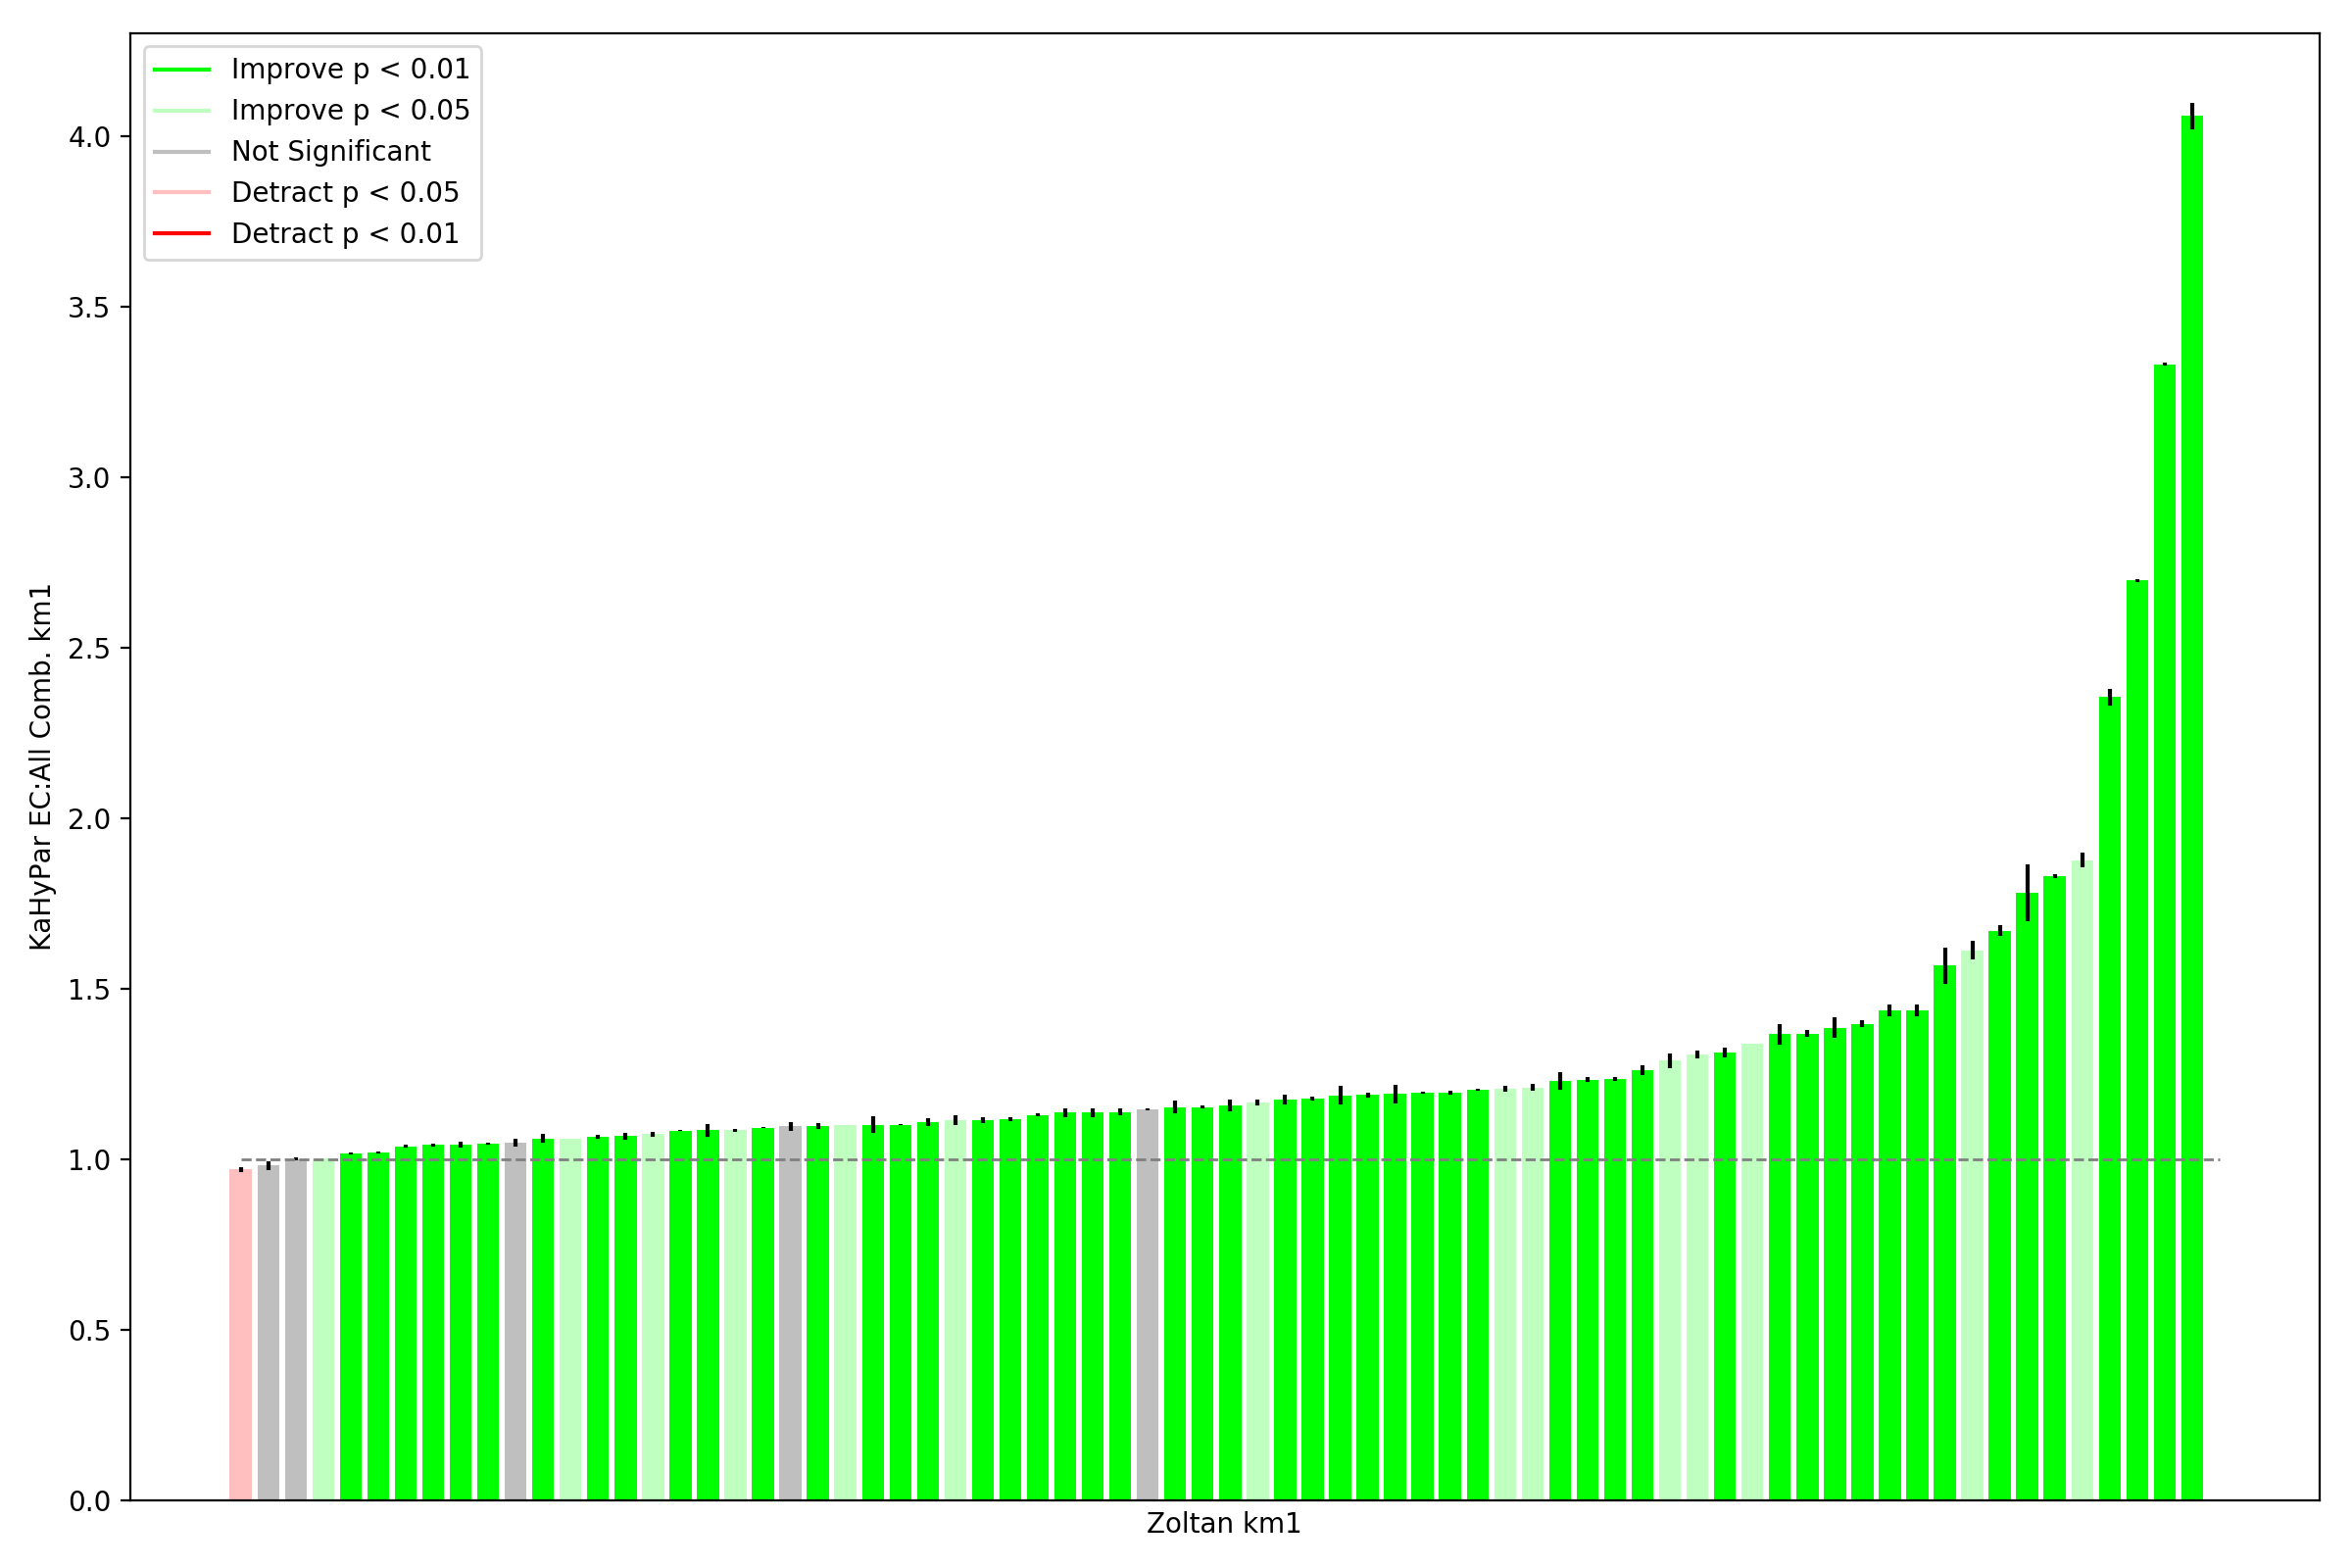 Improve p < 0.01
Improve p < 0.05
Not Significant
Detract p < 0.05
Detract p < 0.01
4.0
3.5
3.0
2.5
2.0
1.5
1.0
0.5
0.0
KaHyPar EC:All Comb. km1
Zoltan km1